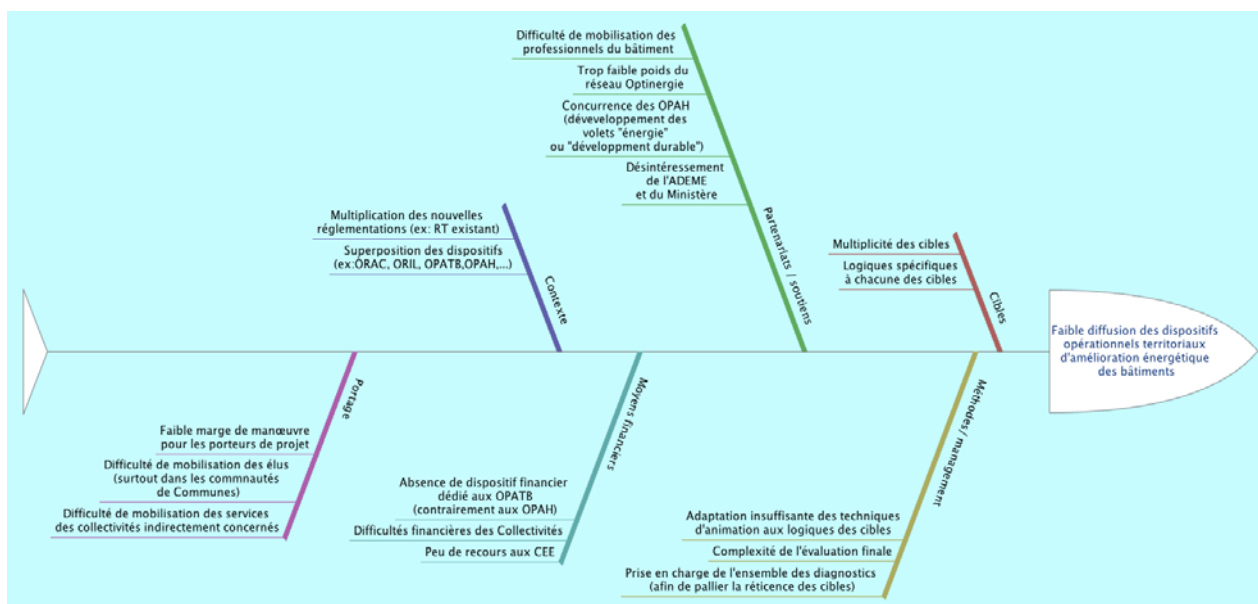 Difficulté de mobilisation des
professionnels du bâtiment
Trop faible poids du
réseau Optinergie
Concurrence des OPAH
(déveveloppement des
volets "énergie"
ou "développment durable")
Désintéressement
de l'ADEME
et du Ministère
Partenariats / soutiens
Multiplication des nouvelles
réglementations (ex: RT existant)
Superposition des dispositifs
(ex:ORAC, ORIL, OPATB,OPAH,...)
Contexte
Multiplicité des cibles
Logiques spécifiques
à chacune des cibles
Cibles
Faible diffusion des dispositifs
opérationnels territoriaux
d'amélioration énergétique
des bâtiments
Portage
Faible marge de manœuvre
pour les porteurs de projet
Difficulté de mobilisation des élus
(surtout dans les commnautés
de Communes)
Difficulté de mobilisation des services
des collectivités indirectement concernés
Moyens financiers
Absence de dispositif financier
dédié aux OPATB
(contrairement aux OPAH)
Difficultés financières des Collectivités
Peu de recours aux CEE
Méthodes/ management
Adaptation insuffisante des techniques
d'animation aux logiques des cibles
Complexité de l'évaluation finale
Prise en charge de l'ensemble des diagnostics
(afin de pallier la réticence des cibles)